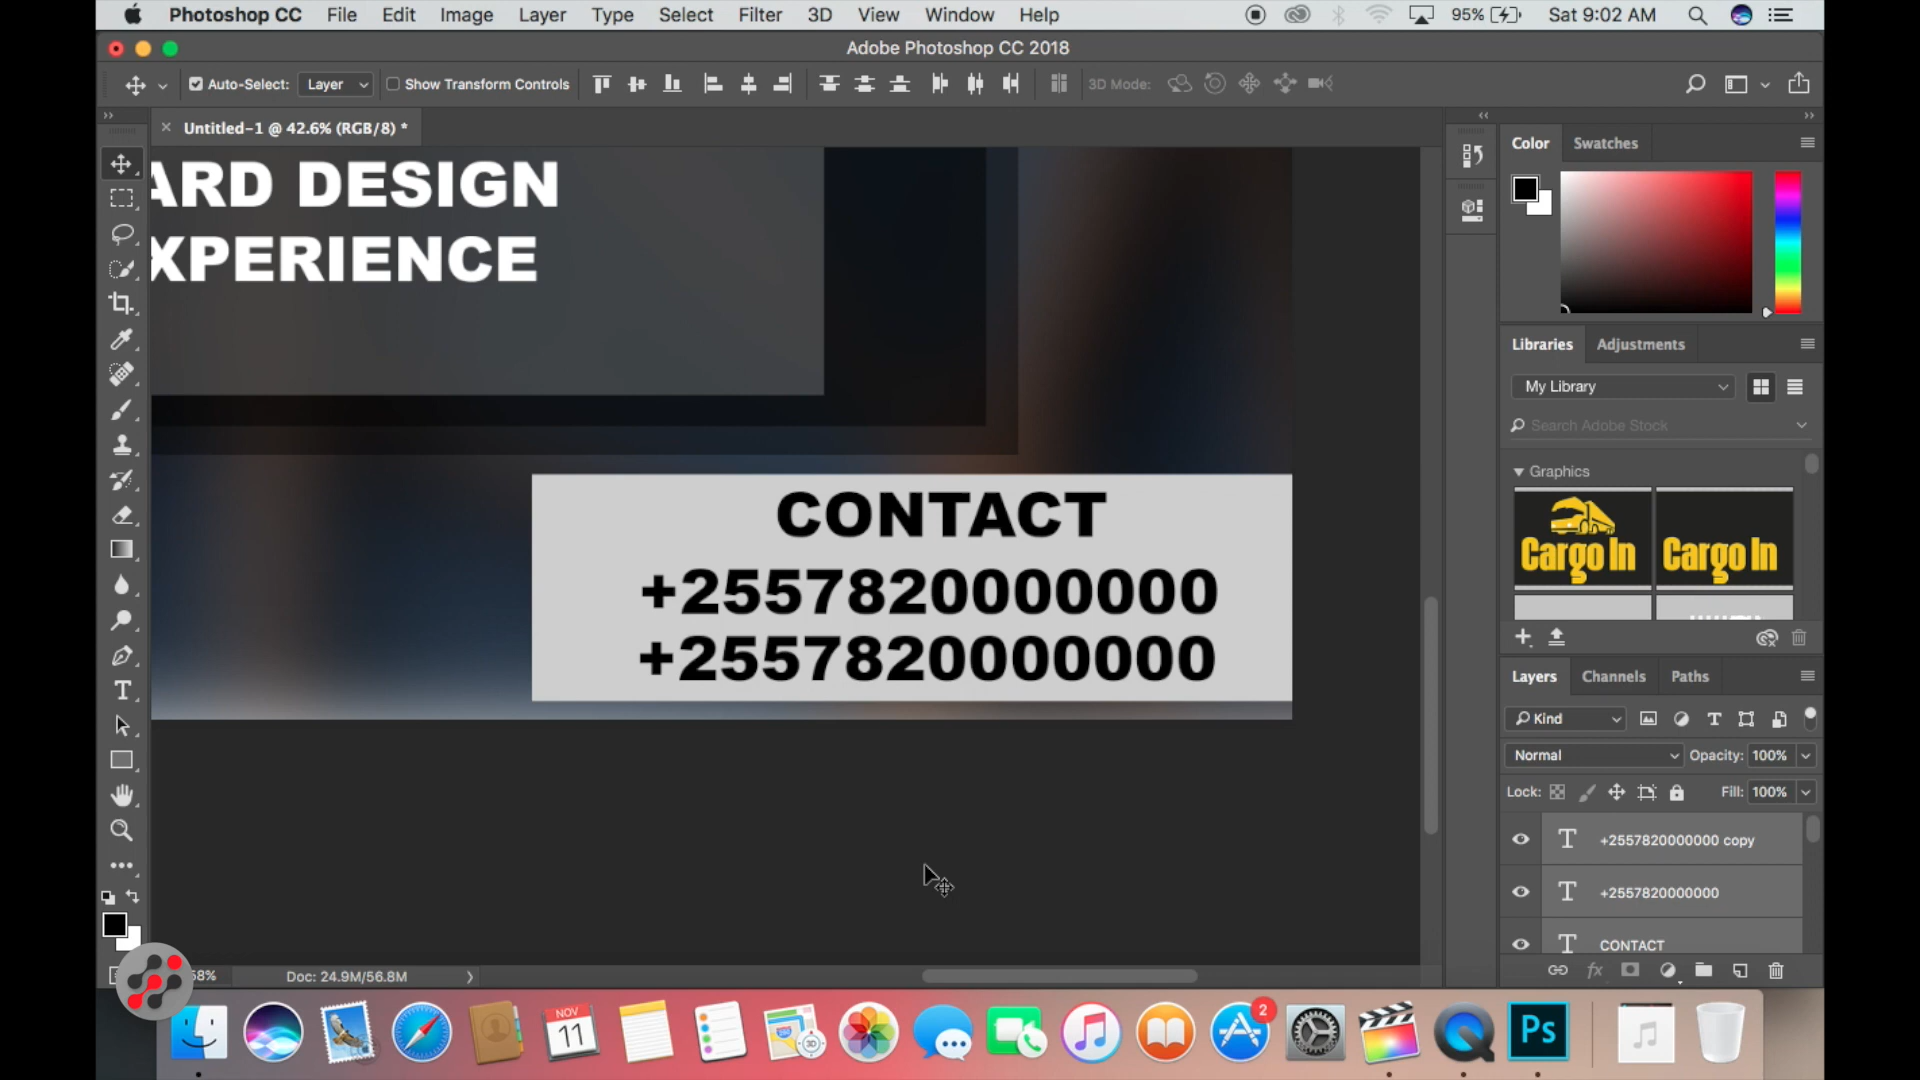 Photoshop CC File Edit Image Layer Type Select Filter 3D View Window Help 95% Sat 9:02 AM
Adobe Photoshop CC 2018
Auto-Select: Layer Show Transform Controls 3D Mode:
Untitled-1 @ 42.6% (RGB/8) *
ARD DESIGN
XPERIENCE
CONTACT
+2557820000000
+2557820000000
Color Swatches
Libraries Adjustments
My Library
Search Adobe Stock
Graphics
Cargo In Cargo In
Layers Channels Paths
Kind
Normal Opacity: 100%
Lock: Fill: 100%
+2557820000000 copy
+2557820000000
CONTACT
fx
58% Doc: 24.9M/56.8M
NOV
11
3D
2
Ps